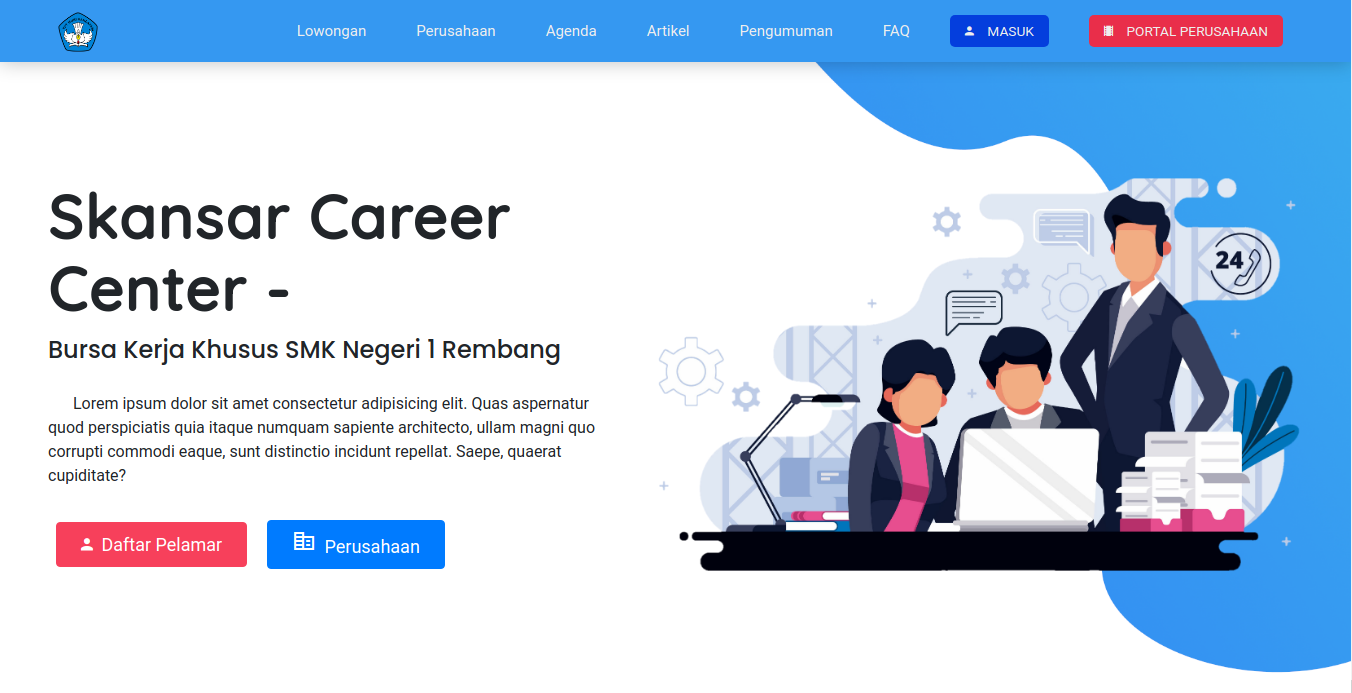 Lowongan Perusahaan Agenda Artikel Pengumuman FAQ MASUK PORTAL PERUSAHAAN
Skansar Career
Center -
Bursa Kerja Khusus SMK Negeri 1 Rembang
Lorem ipsum dolor sit amet consectetur adipisicing elit. Quas aspernatur
quod perspiciatis quia itaque numquam sapiente architecto, ullam magni quo
corrupti commodi eaque, sunt distinctio incidunt repellat. Saepe, quaerat
cupiditate?
Daftar Pelamar Perusahaan
24